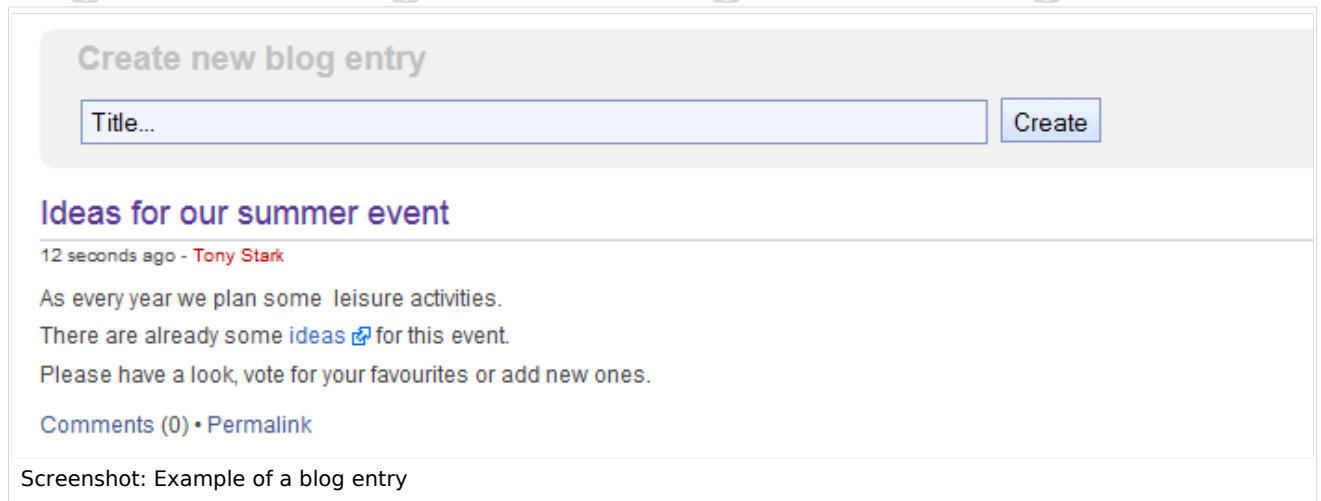 Create new blog entry
Title... Create
Ideas for our summer event
12 seconds ago - Tony Stark
As every year we plan some leisure activities.
There are already some ideas for this event.
Please have a look, vote for your favourites or add new ones.
Comments (0) • Permalink
Screenshot: Example of a blog entry